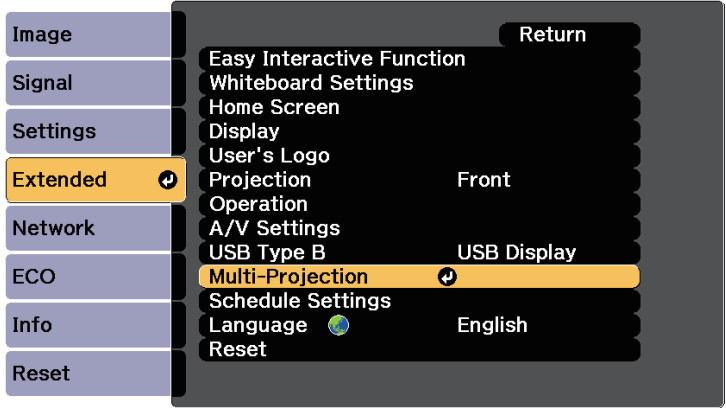 Image
Signal
Settings
Extended
Network
ECO
Info
Reset
Return
Easy Interactive Function
Whiteboard Settings
Home Screen
Display
User's Logo
Projection Front
Operation
A/V Settings
USB Type B USB Display
Multi-Projection
Schedule Settings
Language English
Reset